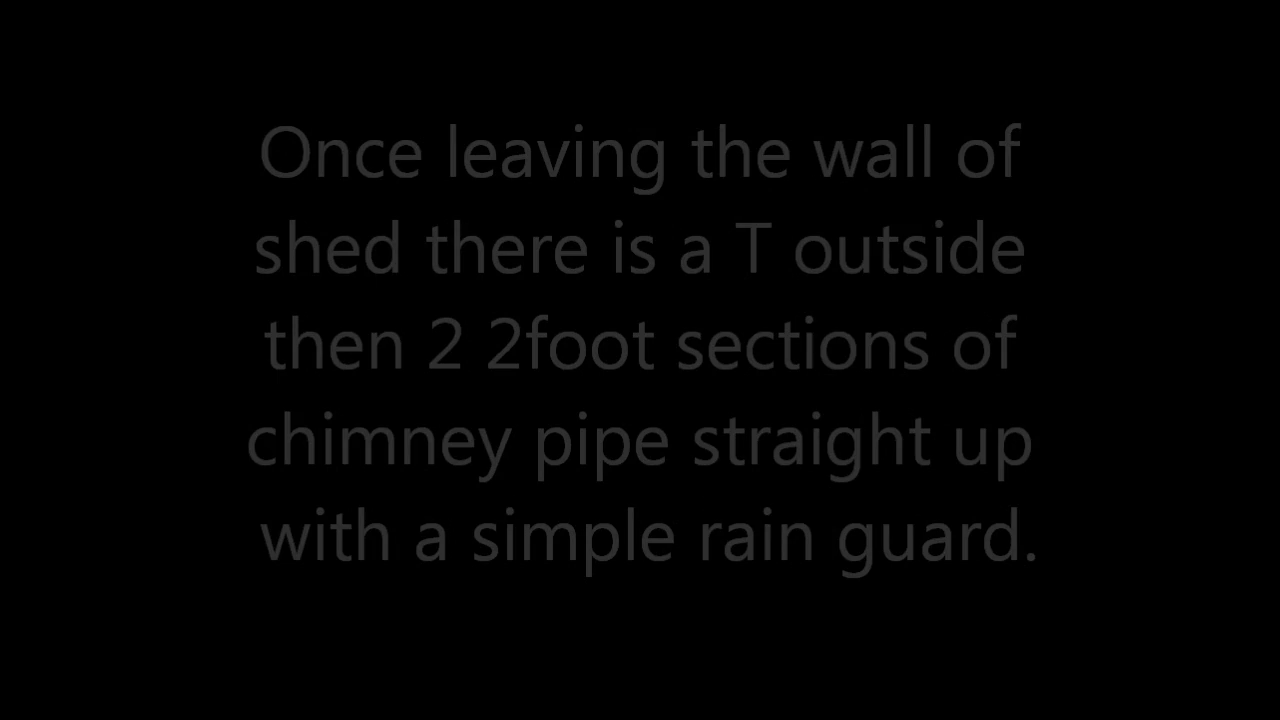 Once leaving the wall of
shed there is a T outside
then 2 2foot sections of
chimney pipe straight up
with a simple rain guard.